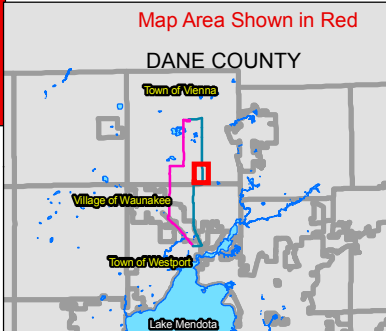 Map Area Shown in Red
DANE COUNTY
Town of Vienna
Village of Waunakee
Town of Westport
Lake Mendota